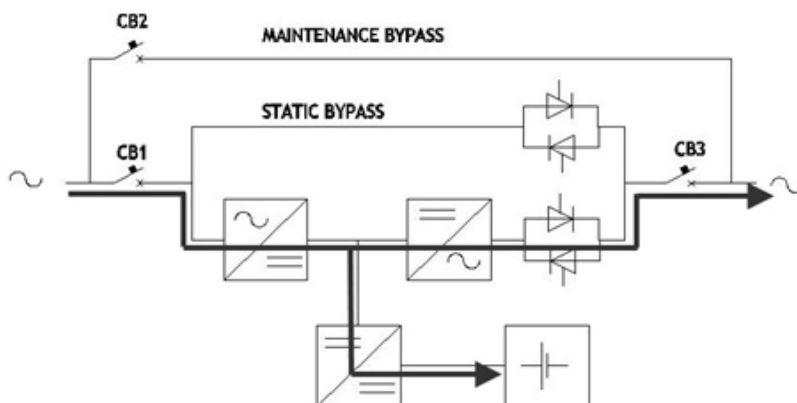 CB2
MAINTENANCE BYPASS
STATIC BYPASS
CB1
CB3